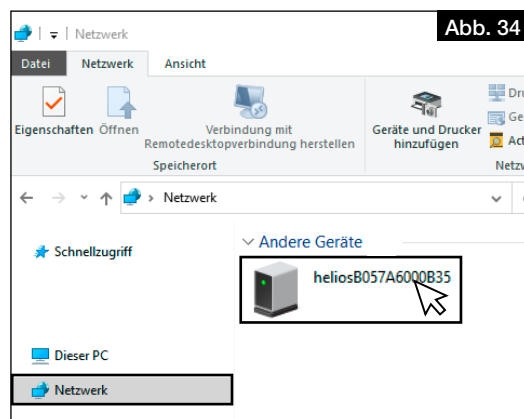 Abb. 34
Netzwerk
Datei Netzwerk Ansicht
Eigenschaften Öffnen Verbindung mit Remotedesktopverbindung herstellen Geräte und Drucker hinzufügen
Speicherort
Netzwerk
Schnellzugriff
Andere Geräte
heliosB057A6000B35
Dieser PC
Netzwerk